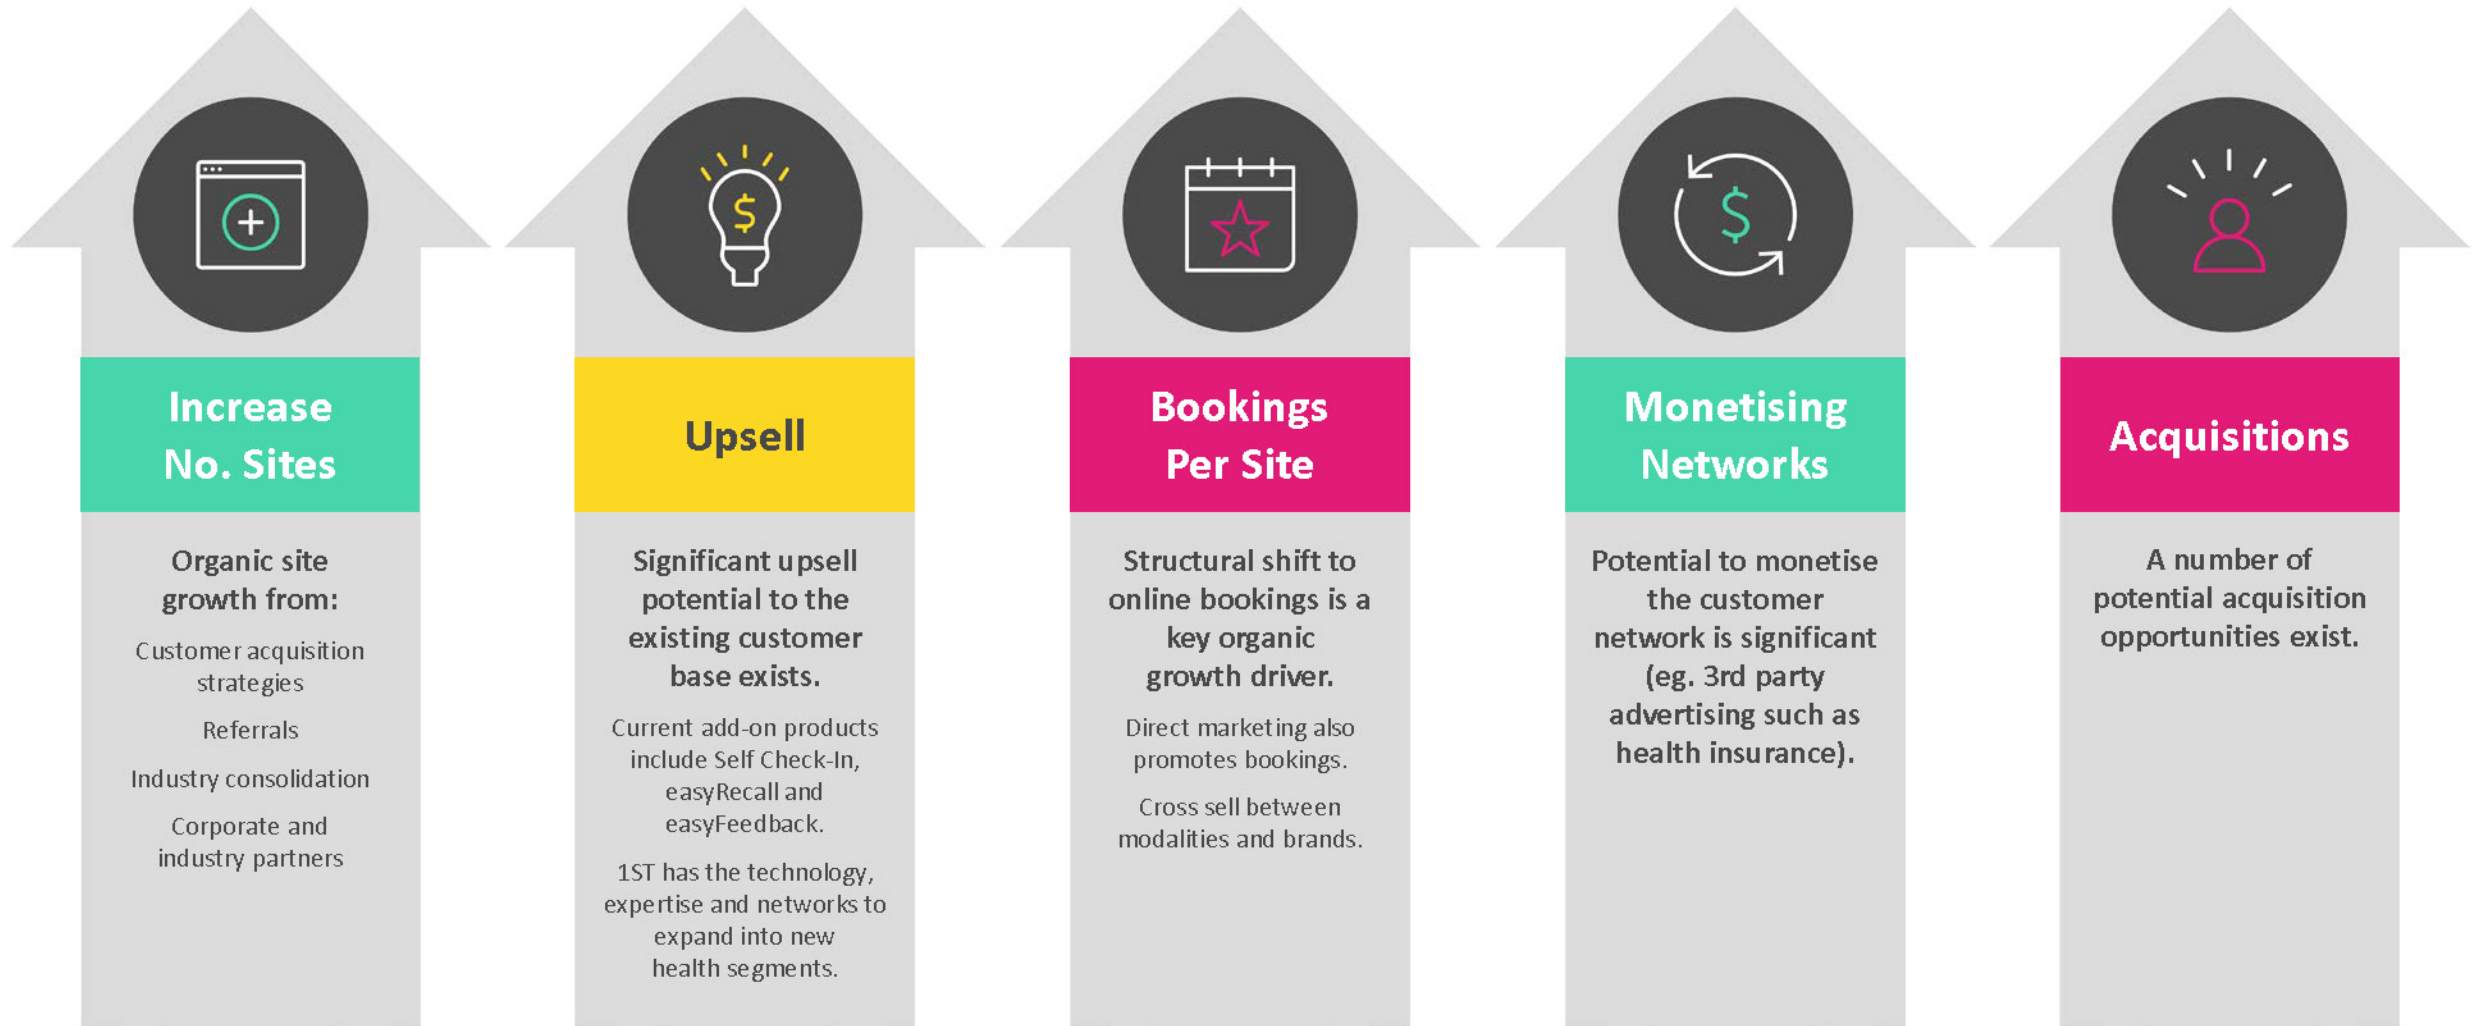 Increase
No. Sites
Organic site
growth from:
Customer acquisition
strategies
Referrals
Industry consolidation
Corporate and
industry partners
Upsell
Significant upsell
potential to the
existing customer
base exists.
Current add-on products
include Self Check-In,
easyRecall and
easyFeedback.
1ST has the technology,
expertise and networks to
expand into new
health segments.
Bookings
Per Site
Structural shift to
online bookings is a
key organic
growth driver.
Direct marketing also
promotes bookings.
Cross sell between
modalities and brands.
Monetising
Networks
Potential to monetise
the customer
network is significant
(eg. 3rd party
advertising such as
health insurance).
Acquisitions
A number of
potential acquisition
opportunities exist.